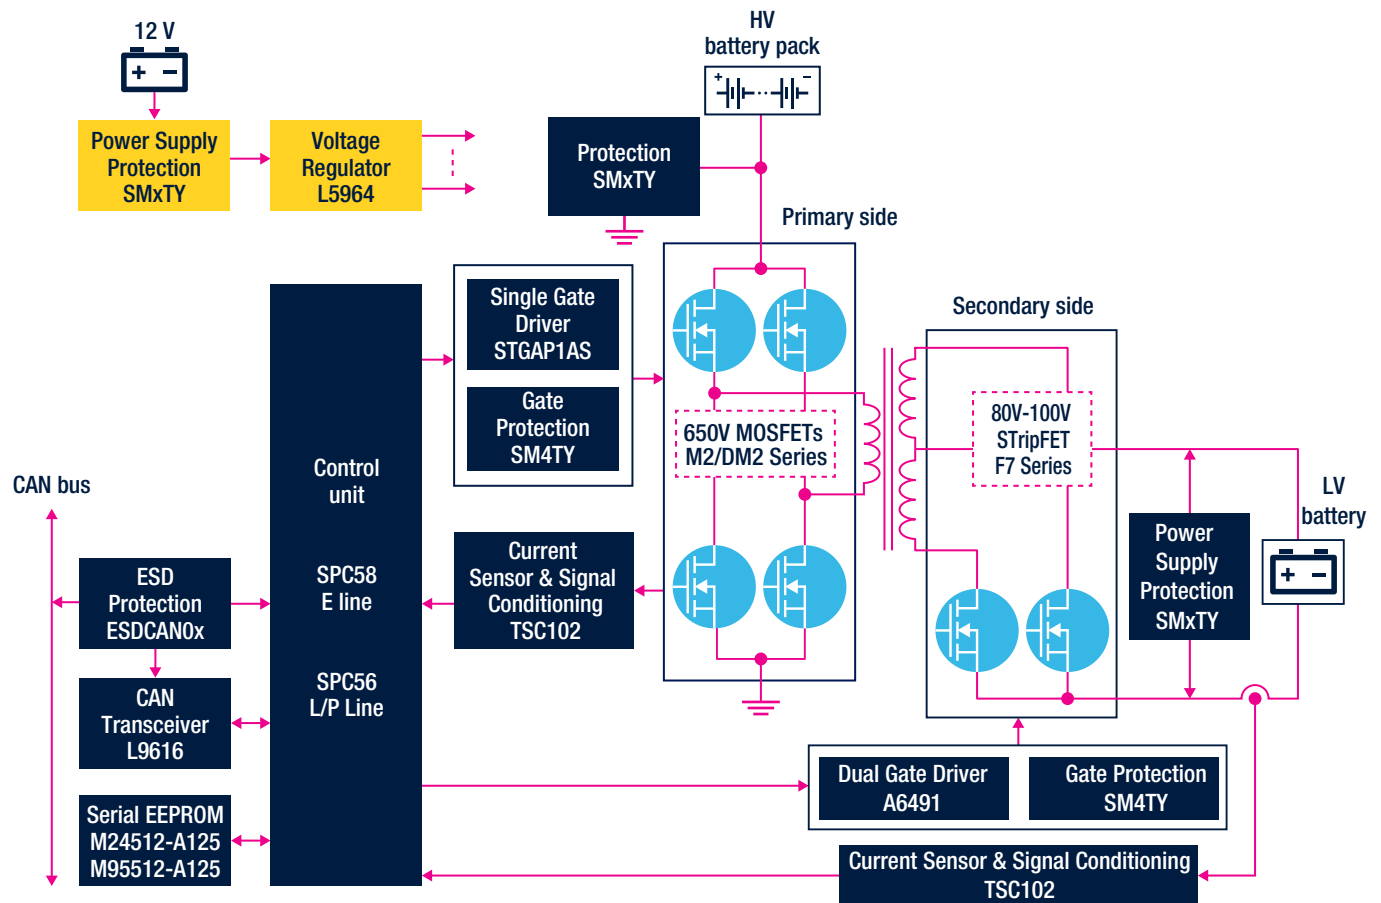 12 V
+ −
Power Supply
Protection
SMxTY
Voltage
Regulator
L5964
HV
battery pack
+ −
Protection
SMxTY
Primary side
Single Gate
Driver
STGAP1AS
Gate
Protection
SM4TY
650V MOSFETs
M2/DM2 Series
Secondary side
80V-100V
STripFET
F7 Series
LV
battery
+ −
Power
Supply
Protection
SMxTY
Control
unit
SPC58
E line
SPC56
L/P Line
Current
Sensor & Signal
Conditioning
TSC102
CAN bus
ESD
Protection
ESDCAN0x
CAN
Transceiver
L9616
Serial EEPROM
M24512-A125
M95512-A125
Dual Gate Driver
A6491
Gate Protection
SM4TY
Current Sensor & Signal Conditioning
TSC102